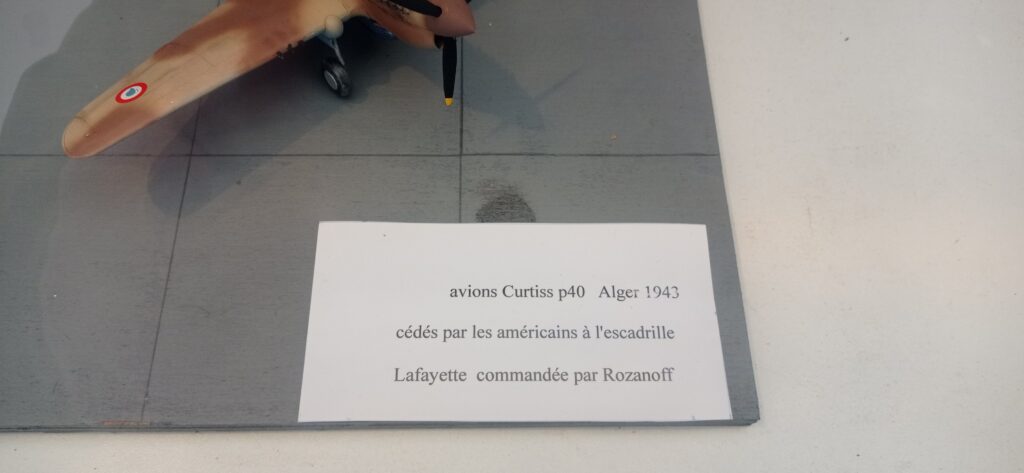 avions Curtiss p40   Alger 1943
cédés par les américains à l'escadrille
Lafayette  commandée par Rozanoff